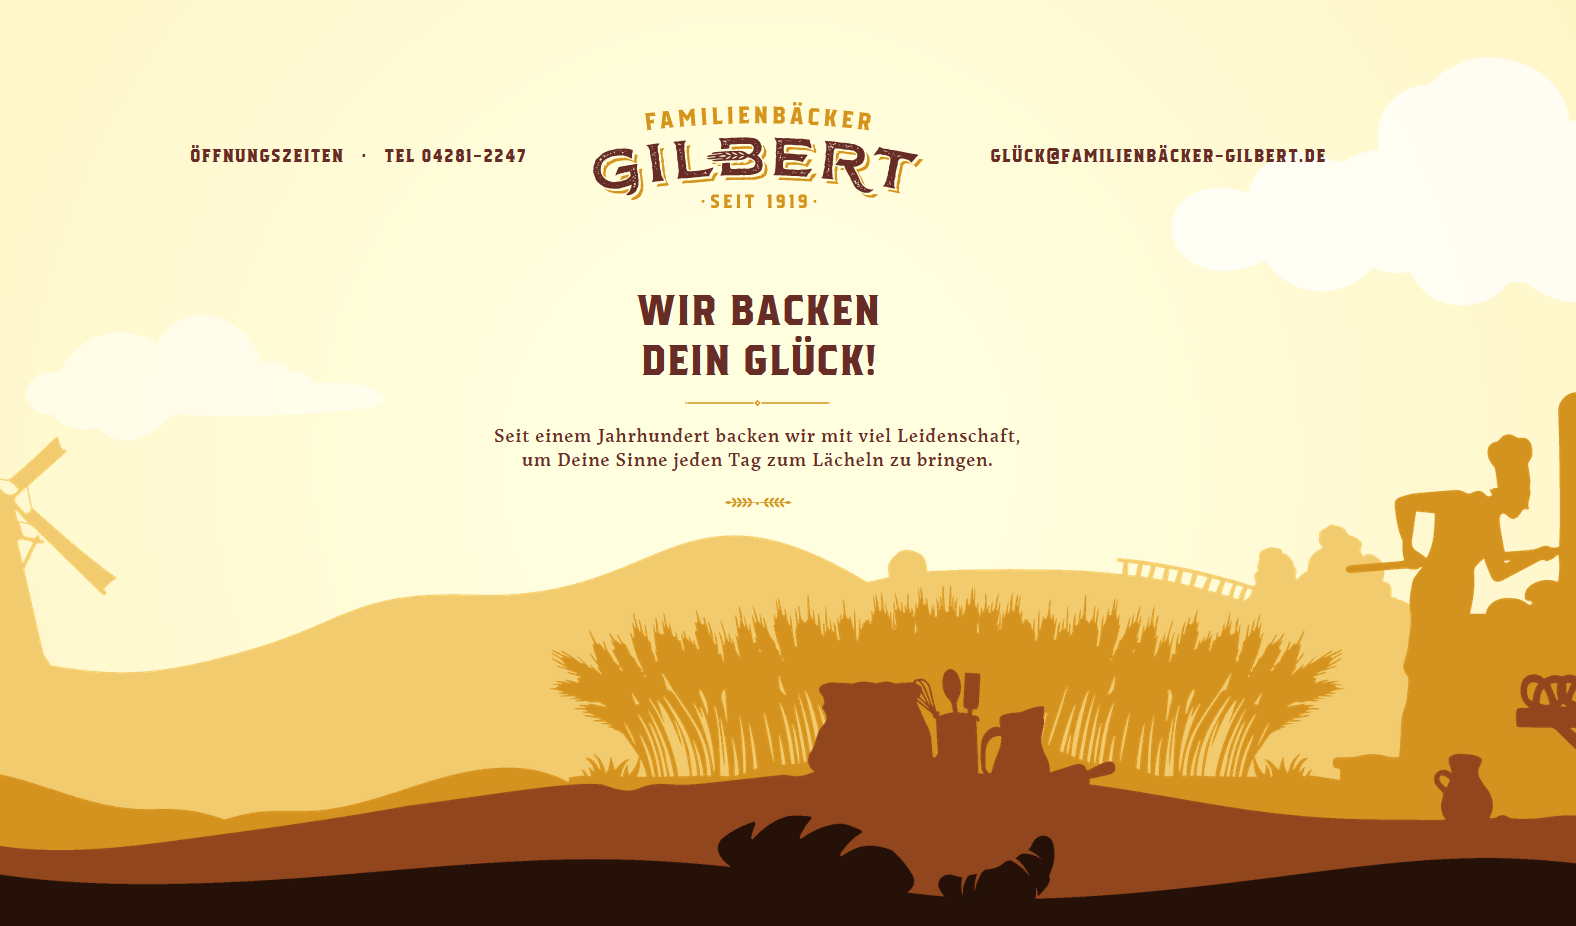 FAMILIENBÄCKER
GILBERT
·SEIT 1919·
ÖFFNUNGSZEITEN · TEL 04281-2247
GLÜCK@FAMILIENBÄCKER-GILBERT.DE
WIR BACKEN
DEIN GLÜCK!
Seit einem Jahrhundert backen wir mit viel Leidenschaft,
um Deine Sinne jeden Tag zum Lächeln zu bringen.